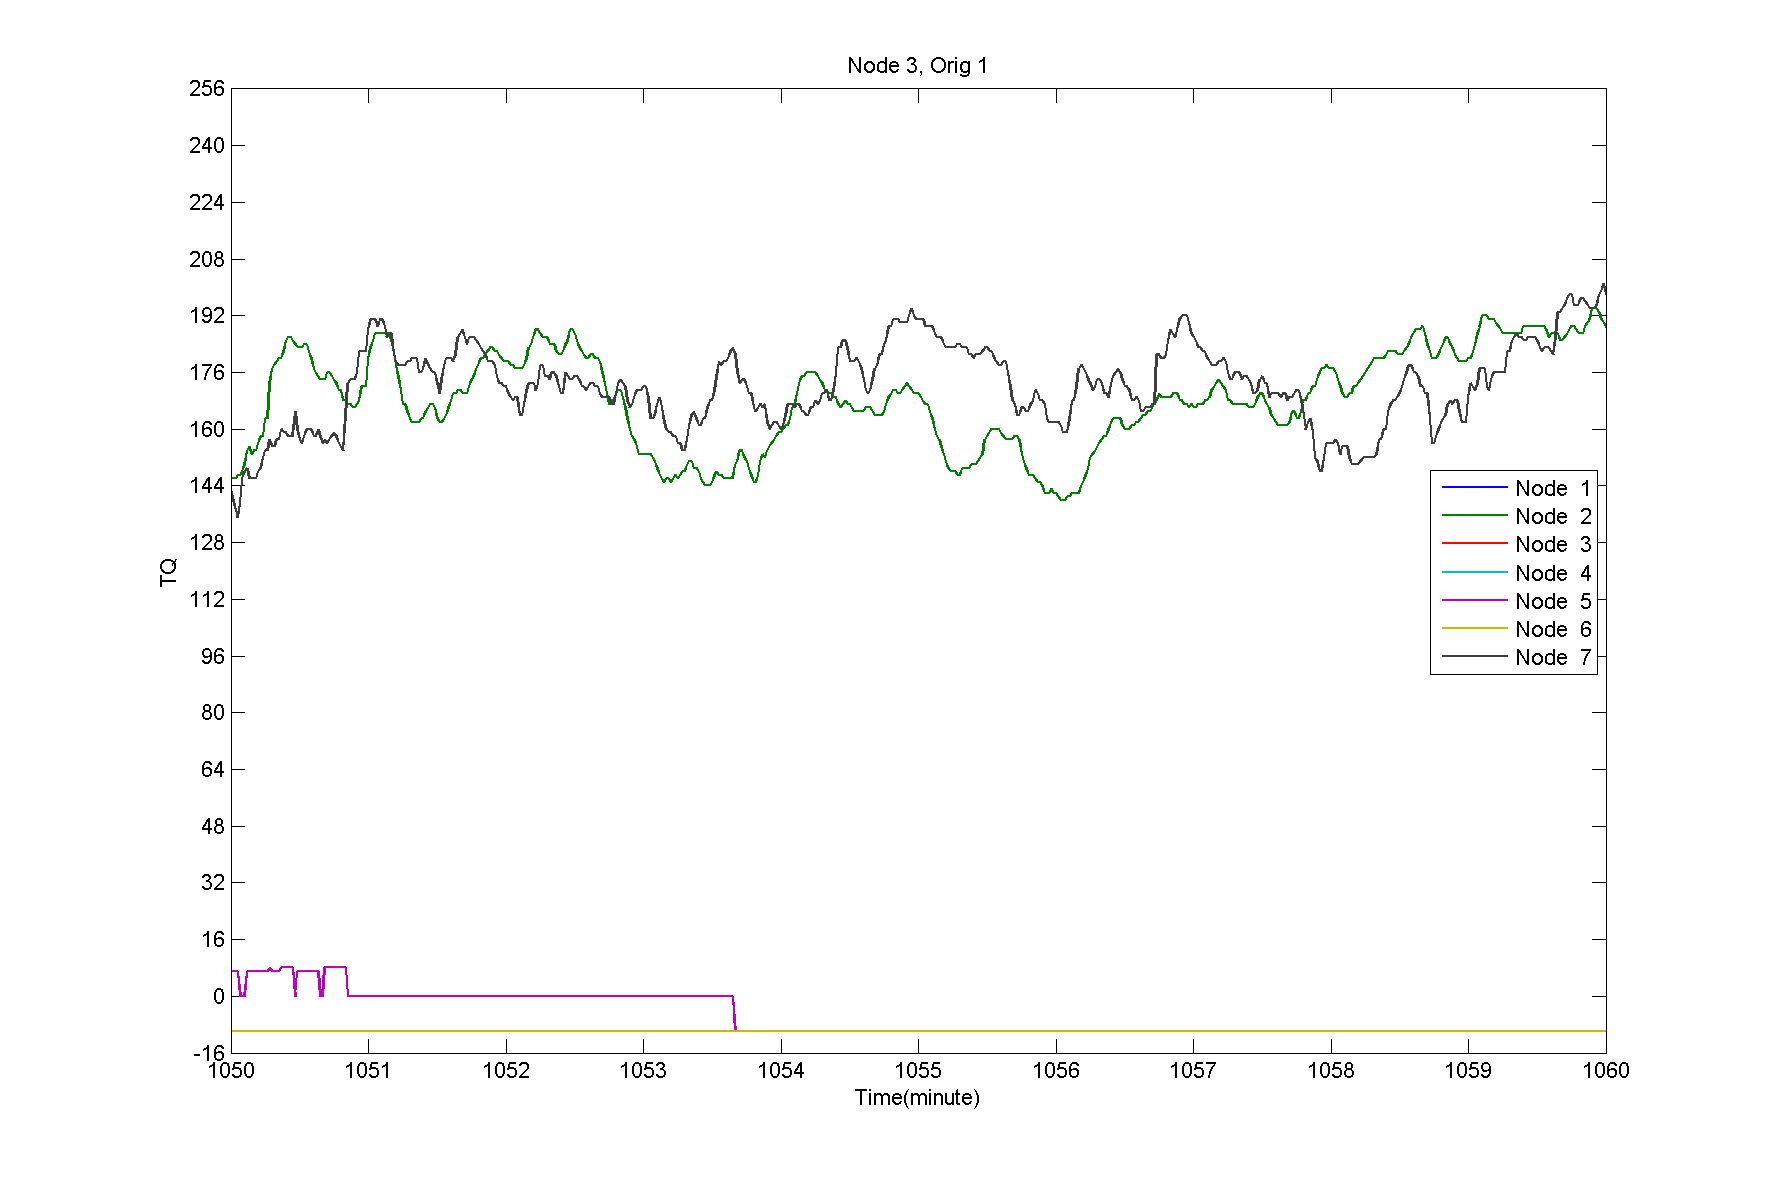 Node 3, Orig 1
256
240
224
208
192
176
160
144
128
112
96
80
64
48
32
16
0
-16
TQ
Node 1
Node 2
Node 3
Node 4
Node 5
Node 6
Node 7
1050 1051 1052 1053 1054 1055 1056 1057 1058 1059 1060
Time(minute)